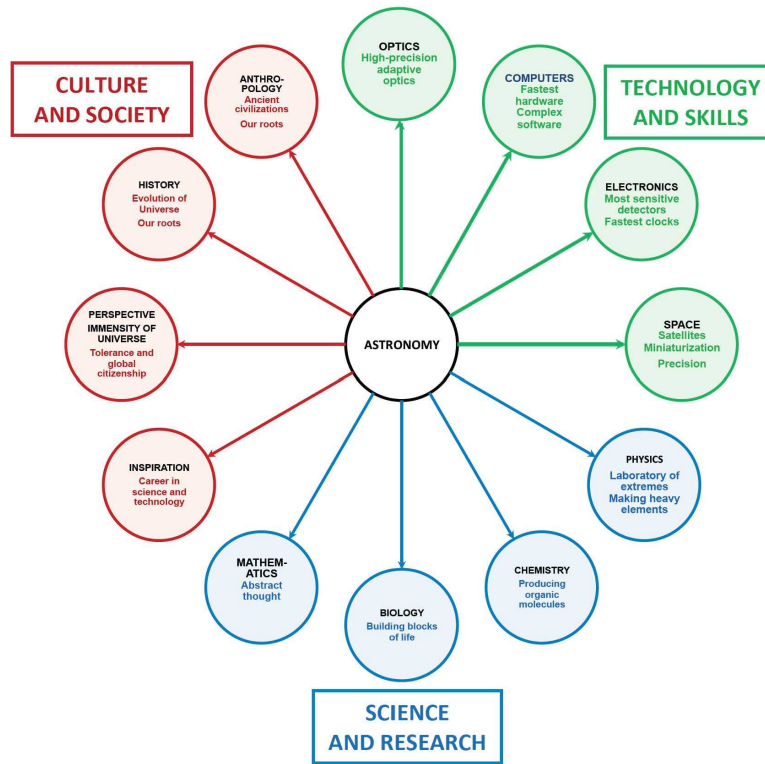 CULTURE
AND SOCIETY
TECHNOLOGY
AND SKILLS
SCIENCE
AND RESEARCH
ASTRONOMY
OPTICS
High-precision
adaptive
optics
COMPUTERS
Fastest
hardware
Complex
software
ELECTRONICS
Most sensitive
detectors
Fastest clocks
SPACE
Satellites
Miniaturization
Precision
PHYSICS
Laboratory of
extremes
Making heavy
elements
CHEMISTRY
Producing
organic
molecules
BIOLOGY
Building blocks
of life
MATHEM-
ATICS
Abstract
thought
INSPIRATION
Career in
science and
technology
PERSPECTIVE
IMMENSITY OF
UNIVERSE
Tolerance and
global
citizenship
HISTORY
Evolution of
Universe
Our roots
ANTHRO-
POLOGY
Ancient
civilizations
Our roots